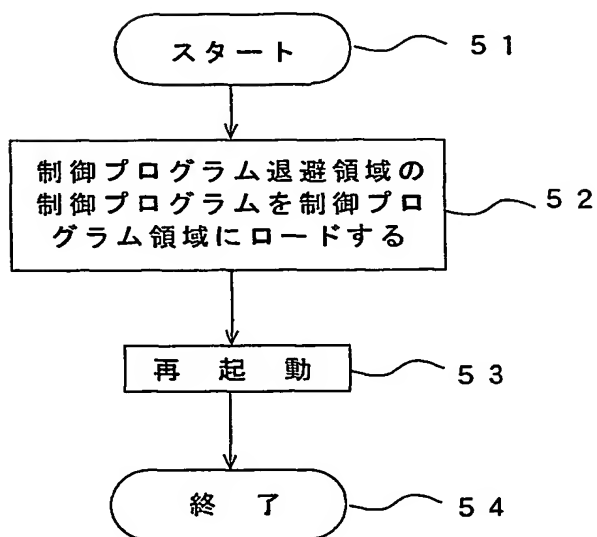 スタート
51
制御プログラム退避領域の
制御プログラムを制御プロ
グラム領域にロードする
52
再起動
53
終了
54